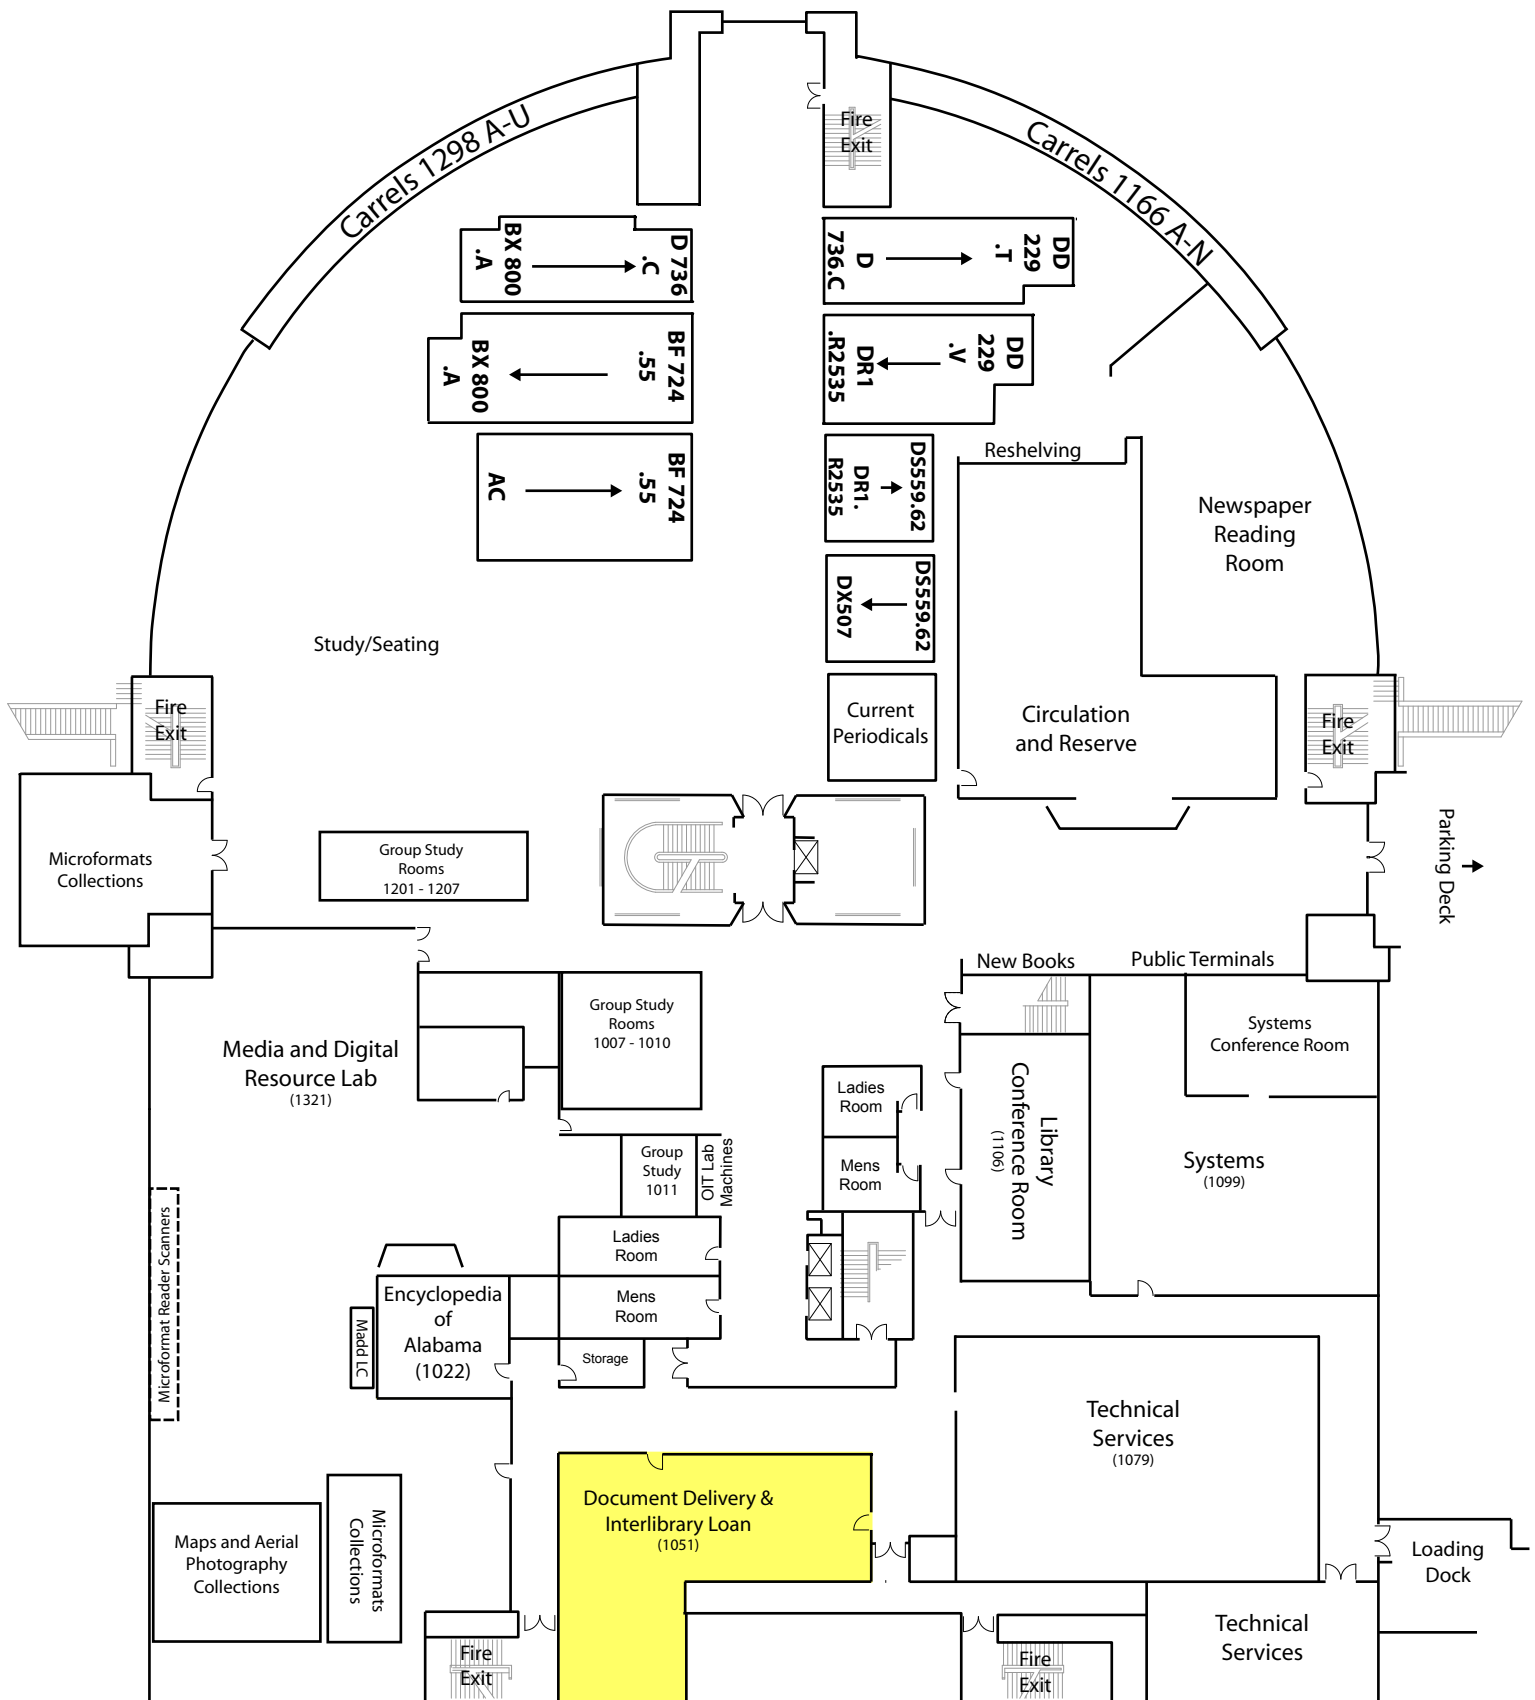 Fire
Exit
Carrels 1298 A-U
Carrels 1166 A-N
BX 800
.A
D 736
.C
D
736.C
DD
229
.T
BX 800
.A
BF 724
.55
DR1
.R2535
DD
229
.V
AC
BF 724
.55
DR1.
R2535
DS559.62
Reshelving
Newspaper
Reading
Room
DX507
DS559.62
Study/Seating
Fire
Exit
Current
Periodicals
Circulation
and Reserve
Fire
Exit
Microformats
Collections
Group Study
Rooms
1201 - 1207
Parking Deck
New Books
Public Terminals
Group Study
Rooms
1007 - 1010
Systems
Conference Room
Media and Digital
Resource Lab
(1321)
Ladies
Room
Library
Conference Room
(1106)
Group
Study
1011
OIT Lab
Machines
Mens
Room
Systems
(1099)
Microformat Reader Scanners
Ladies
Room
Encyclopedia
of
Alabama
(1022)
Mens
Room
Madd LC
Storage
Technical
Services
(1079)
Document Delivery &
Interlibrary Loan
(1051)
Maps and Aerial
Photography
Collections
Microformats
Collections
Loading
Dock
Fire
Exit
Fire
Exit
Technical
Services